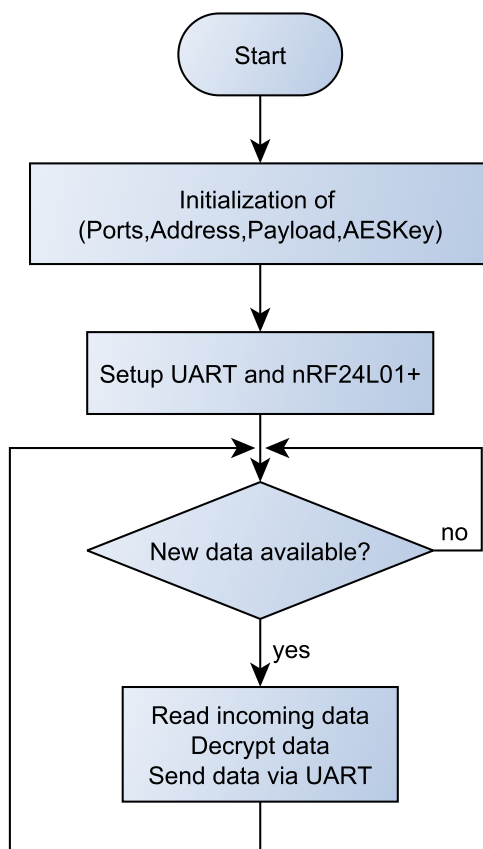 Start
Initialization of
(Ports,Address,Payload,AESKey)
Setup UART and nRF24L01+
New data available?
no
yes
Read incoming data
Decrypt data
Send data via UART